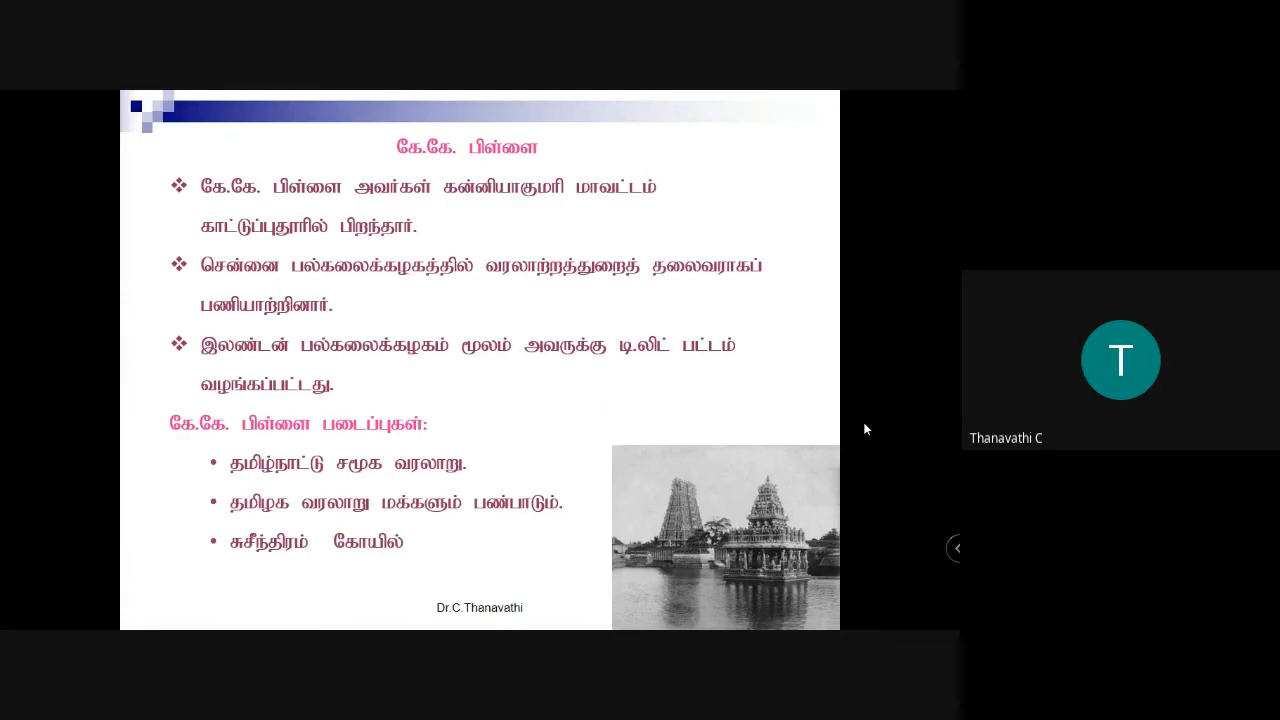 கே.கே. பிள்ளை
கே.கே. பிள்ளை அவர்கள் கன்னியாகுமரி மாவட்டம்
காட்டுப்புதூரில் பிறந்தார்.
சென்னை பல்கலைக்கழகத்தில் வரலாற்றத்துறைத் தலைவராகப்
பணியாற்றினார்.
இலண்டன் பல்கலைக்கழகம் மூலம் அவருக்கு டி.லிட் பட்டம்
வழங்கப்பட்டது.
கே.கே. பிள்ளை படைப்புகள்:
• தமிழ்நாட்டு சமூக வரலாறு.
• தமிழக வரலாறு மக்களும் பண்பாடும்.
• சுசீந்திரம் கோயில்
Dr.C.Thanavathi
T
Thanavathi C